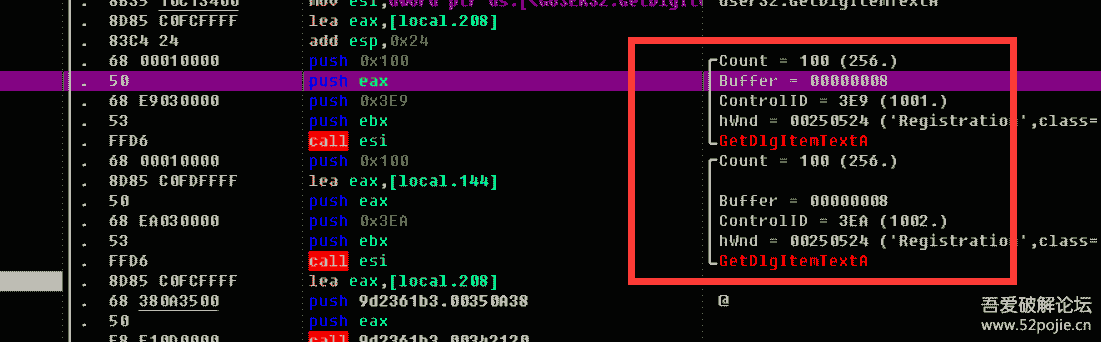 lea eax,[local.208]
. 8D85 C0FCFFFF lea eax,[local.208]
. 83C4 24 add esp,0x24
. 68 00010000 push 0x100 Count = 100 (256.)
. 50 push eax Buffer = 00000008
. 68 E9030000 push 0x3E9 ControlID = 3E9 (1001.)
. 53 push ebx hWnd = 00250524 ('Registration',class=
. FFD6 call esi GetDlgItemTextA
. 68 00010000 push 0x100 Count = 100 (256.)
. 8D85 C0FDFFFF lea eax,[local.144]
. 50 push eax Buffer = 00000008
. 68 EA030000 push 0x3EA ControlID = 3EA (1002.)
. 53 push ebx hWnd = 00250524 ('Registration',class=
. FFD6 call esi GetDlgItemTextA
. 8D85 C0FCFFFF lea eax,[local.208]
. 68 380A3500 push 9d2361b3.00350A38 @
. 50 push eax
吾爱破解论坛
www.52pojie.cn